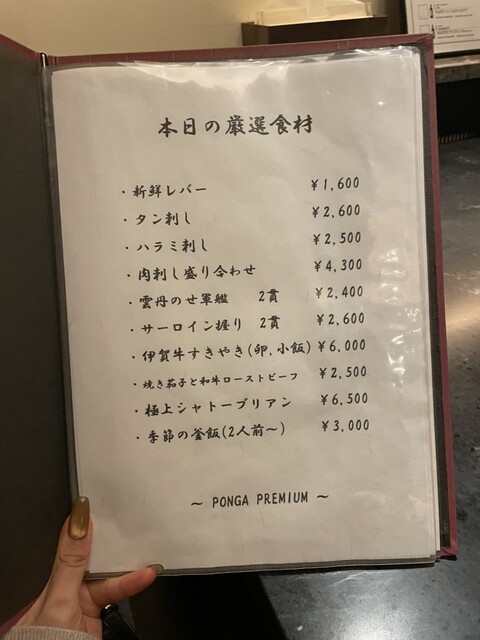 本日の厳選食材
・新鮮レバー ¥1,600
・タン刺し ¥2,600
・ハラミ刺し ¥2,500
・肉刺し盛り合わせ ¥4,300
・雲丹のせ軍艦 2貫 ¥2,400
・サーロイン握り 2貫 ¥2,600
・伊賀牛すきやき(卵,小飯) ¥6,000
・焼き茄子と和牛ローストビーフ ¥2,500
・極上シャトーブリアン ¥6,500
・季節の釜飯(2人前〜) ¥3,000
〜 PONGA PREMIUM 〜